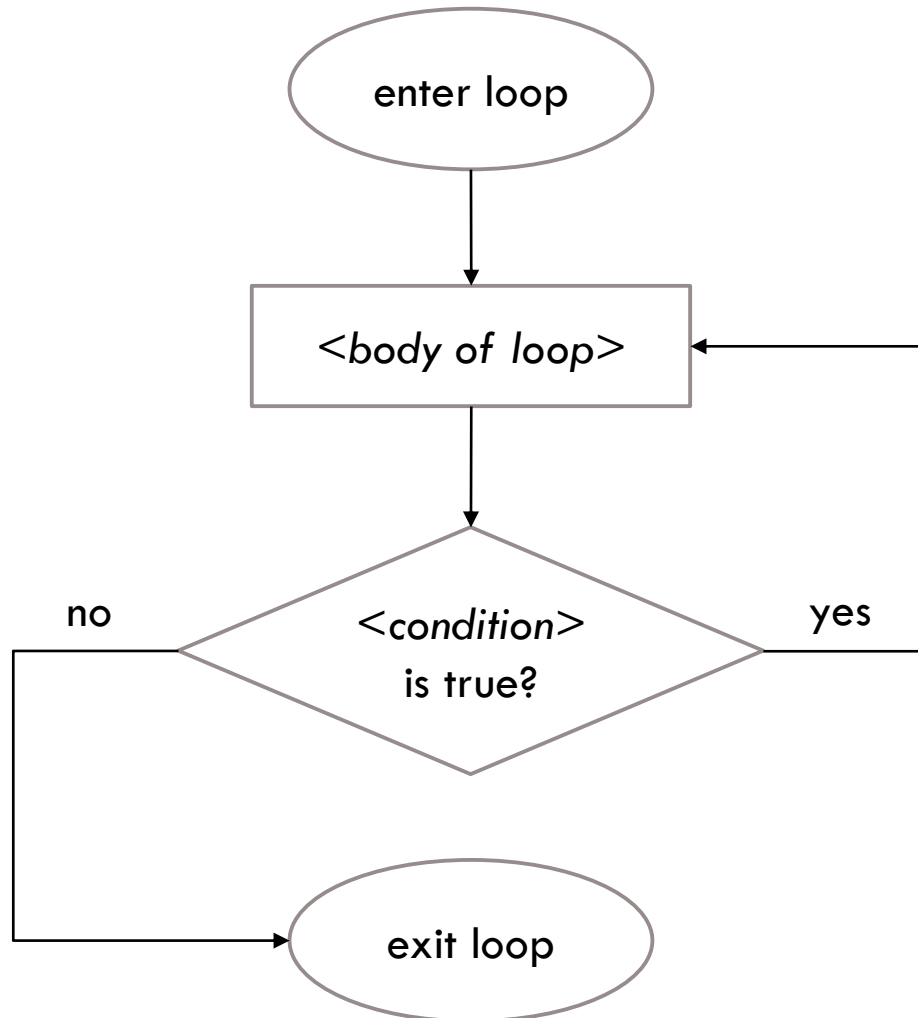 enter loop
<body of loop>
no
<condition>
is true?
yes
exit loop